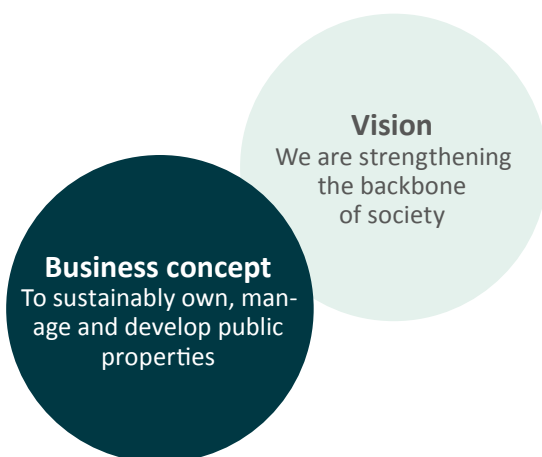 Vision
We are strengthening
the backbone
of society
Business concept
To sustainably own, man-
age and develop public
properties